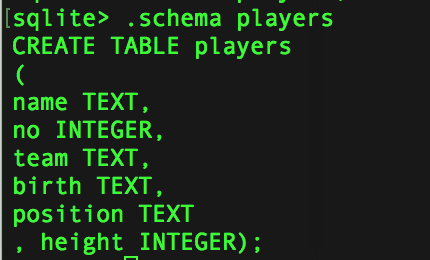 [sqlite> .schema players
CREATE TABLE players
(
name TEXT,
no INTEGER,
team TEXT,
birth TEXT,
position TEXT
, height INTEGER);